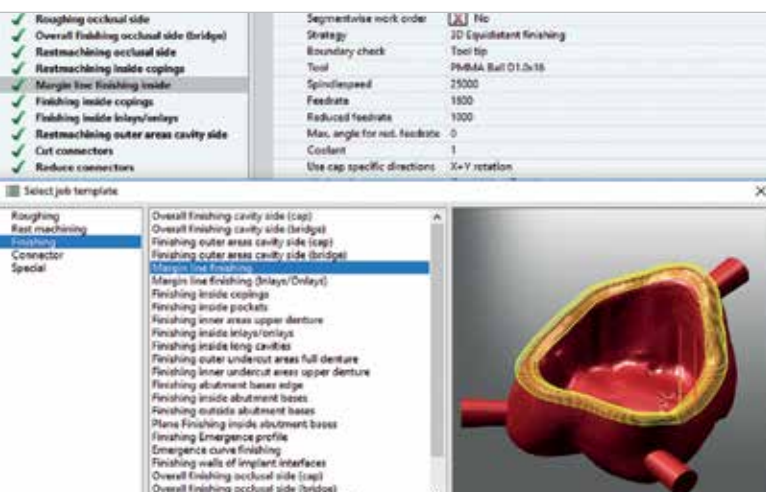 Roughing occlusal side
Overall finishing occlusal side (bridge)
Restmachining occlusal side
Restmachining inside copings
Margin line finishing inside
Finishing inside copings
Finishing inside inlays/onlays
Restmachining outer areas cavity side
Cut connectors
Reduce connectors
Segmentwise work order X No
Strategy 3D Equidistant finishing
Boundary check Tool tip
Tool PMMA Ball D1.0x16
Spindlespeed 25000
Feedrate 1800
Reduced feedrate 1000
Max. angle for red. feedrate 0
Coolant 1
Use cap specific directions X+Y rotation
Select job template
Roughing
Rest machining
Finishing
Connector
Special
Overall finishing cavity side (cap)
Overall finishing cavity side (bridge)
Finishing outer areas cavity side (cap)
Finishing outer areas cavity side (bridge)
Margin line finishing
Margin line finishing (Inlays/Onlays)
Finishing inside copings
Finishing inside pockets
Finishing inner areas upper denture
Finishing inside inlays/onlays
Finishing inside long cavities
Finishing outer undercut areas full denture
Finishing inner undercut areas upper denture
Finishing abutment bases edge
Finishing inside abutment bases
Finishing outside abutment bases
Plane Finishing inside abutment bases
Finishing Emergence profile
Emergence curve finishing
Finishing walls of implant interfaces
Overall finishing occlusal side (cap)
Overall finishing occlusal side (bridge)